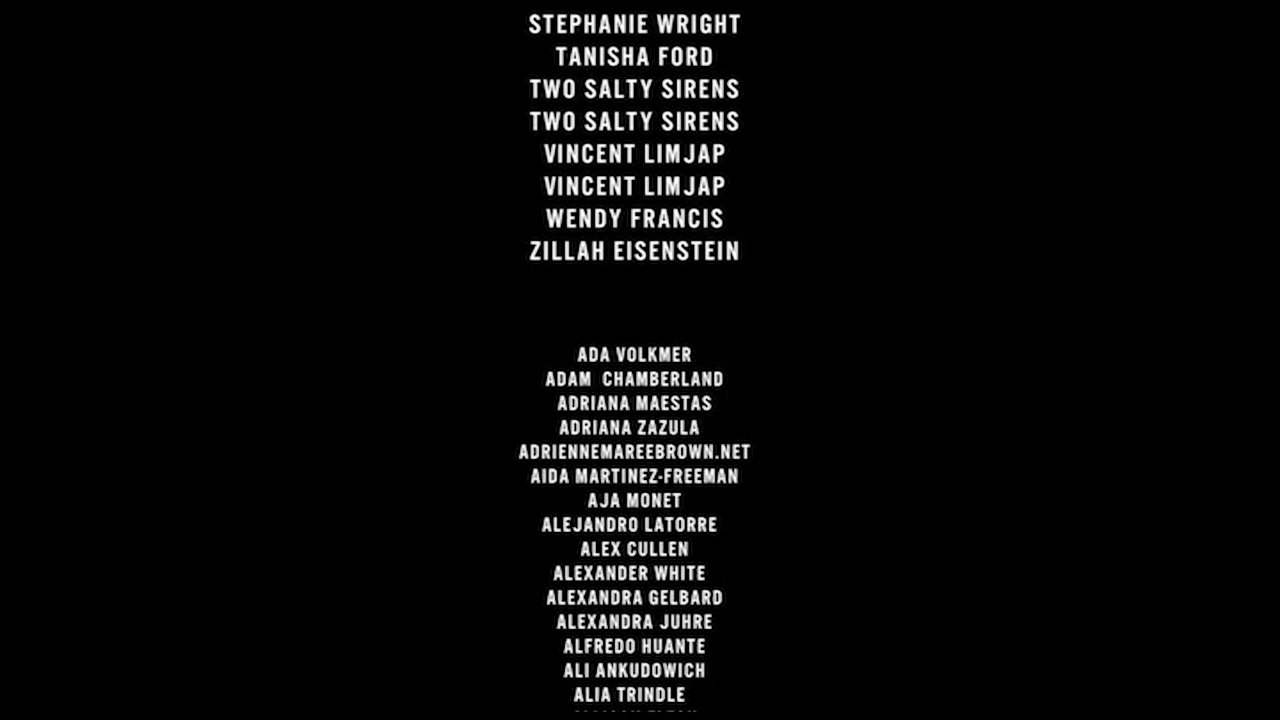 STEPHANIE WRIGHT
TANISHA FORD
TWO SALTY SIRENS
TWO SALTY SIRENS
VINCENT LIMJAP
VINCENT LIMJAP
WENDY FRANCIS
ZILLAH EISENSTEIN
ADA VOLKMER
ADAM CHAMBERLAND
ADRIANA MAESTAS
ADRIANA ZAZULA
ADRIENNEMAREEBROWN.NET
AIDA MARTINEZ-FREEMAN
AJA MONET
ALEJANDRO LATORRE
ALEX CULLEN
ALEXANDER WHITE
ALEXANDRA GELBARD
ALEXANDRA JUHRE
ALFREDO HUANTE
ALI ANKUDOWICH
ALIA TRINDLE